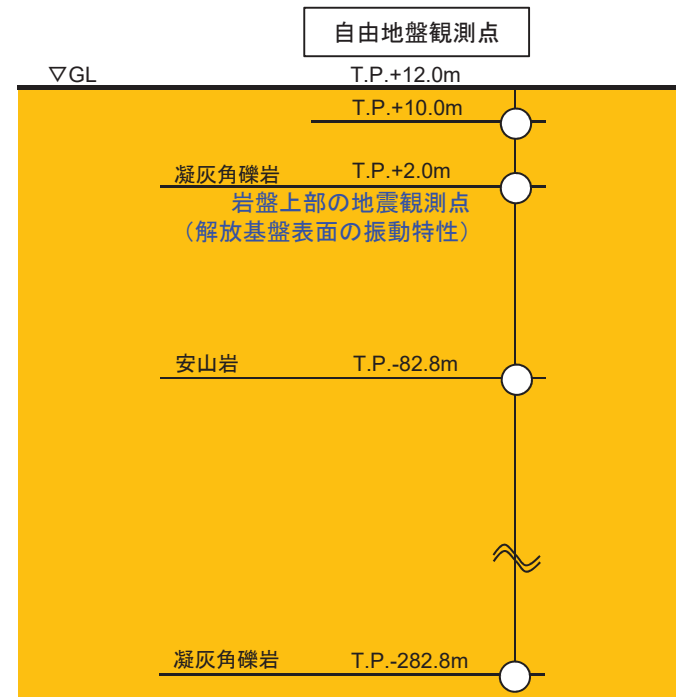 自由地盤観測点
▽GL T.P.+12.0m
T.P.+10.0m
凝灰角礫岩 T.P.+2.0m
岩盤上部の地震観測点
（解放基盤表面の振動特性）
安山岩 T.P.-82.8m
凝灰角礫岩 T.P.-282.8m